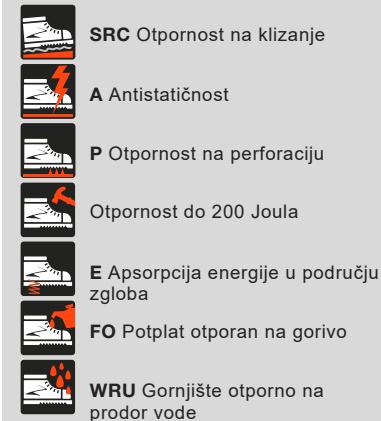 SRC Otpornost na klizanje
A Antistatičnost
P Otpornost na perforaciju
Otpornost do 200 Joula
E Apsorpcija energije u području
zgloba
FO Potplat otporan na gorivo
WRU Gornjište otporno na
prodor vode